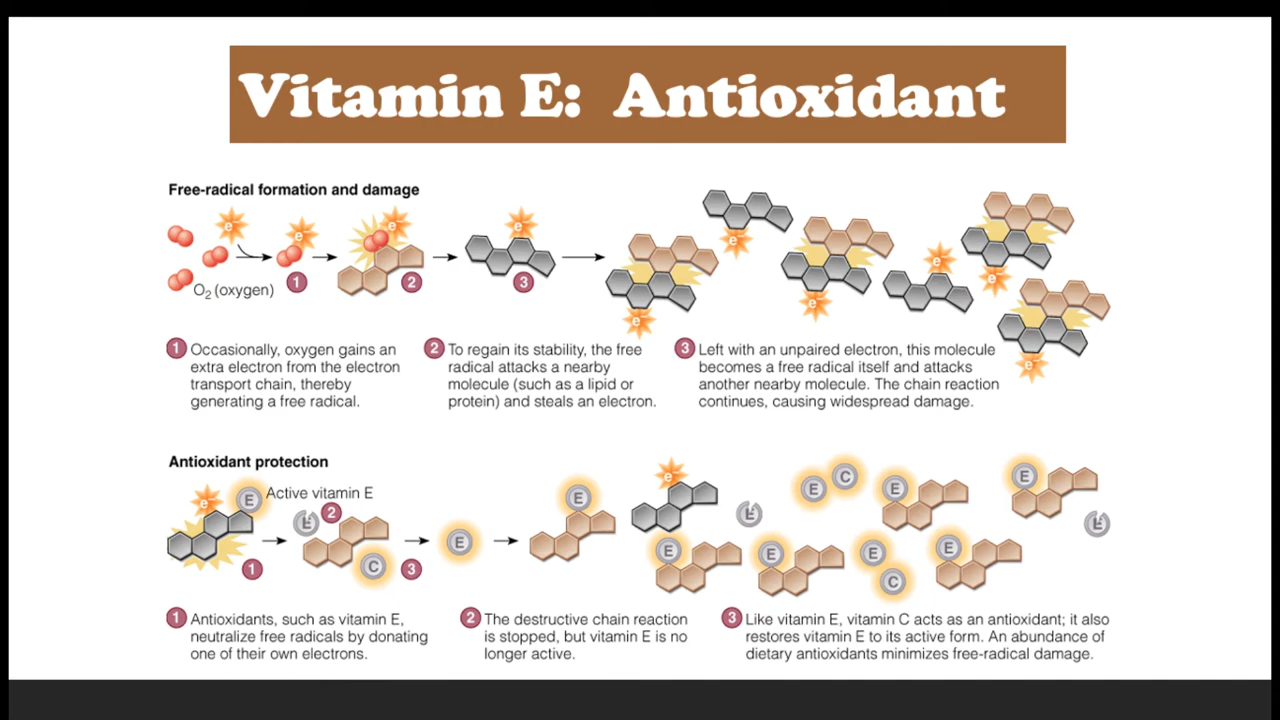 Vitamin E: Antioxidant
Free-radical formation and damage
e-
e-
e-
e-
e-
e-
e-
e-
e-
e-
O2 (oxygen)
1
2
3
1 Occasionally, oxygen gains an
extra electron from the electron
transport chain, thereby
generating a free radical.
2 To regain its stability, the free
radical attacks a nearby
molecule (such as a lipid or
protein) and steals an electron.
3 Left with an unpaired electron, this molecule
becomes a free radical itself and attacks
another nearby molecule. The chain reaction
continues, causing widespread damage.
Antioxidant protection
e-
E
Active vitamin E
E
2
C
1
3
E
E
e-
E
E
E
C
E
E
E
C
E
E
E
1 Antioxidants, such as vitamin E,
neutralize free radicals by donating
one of their own electrons.
2 The destructive chain reaction
is stopped, but vitamin E is no
longer active.
3 Like vitamin E, vitamin C acts as an antioxidant; it also
restores vitamin E to its active form. An abundance of
dietary antioxidants minimizes free-radical damage.